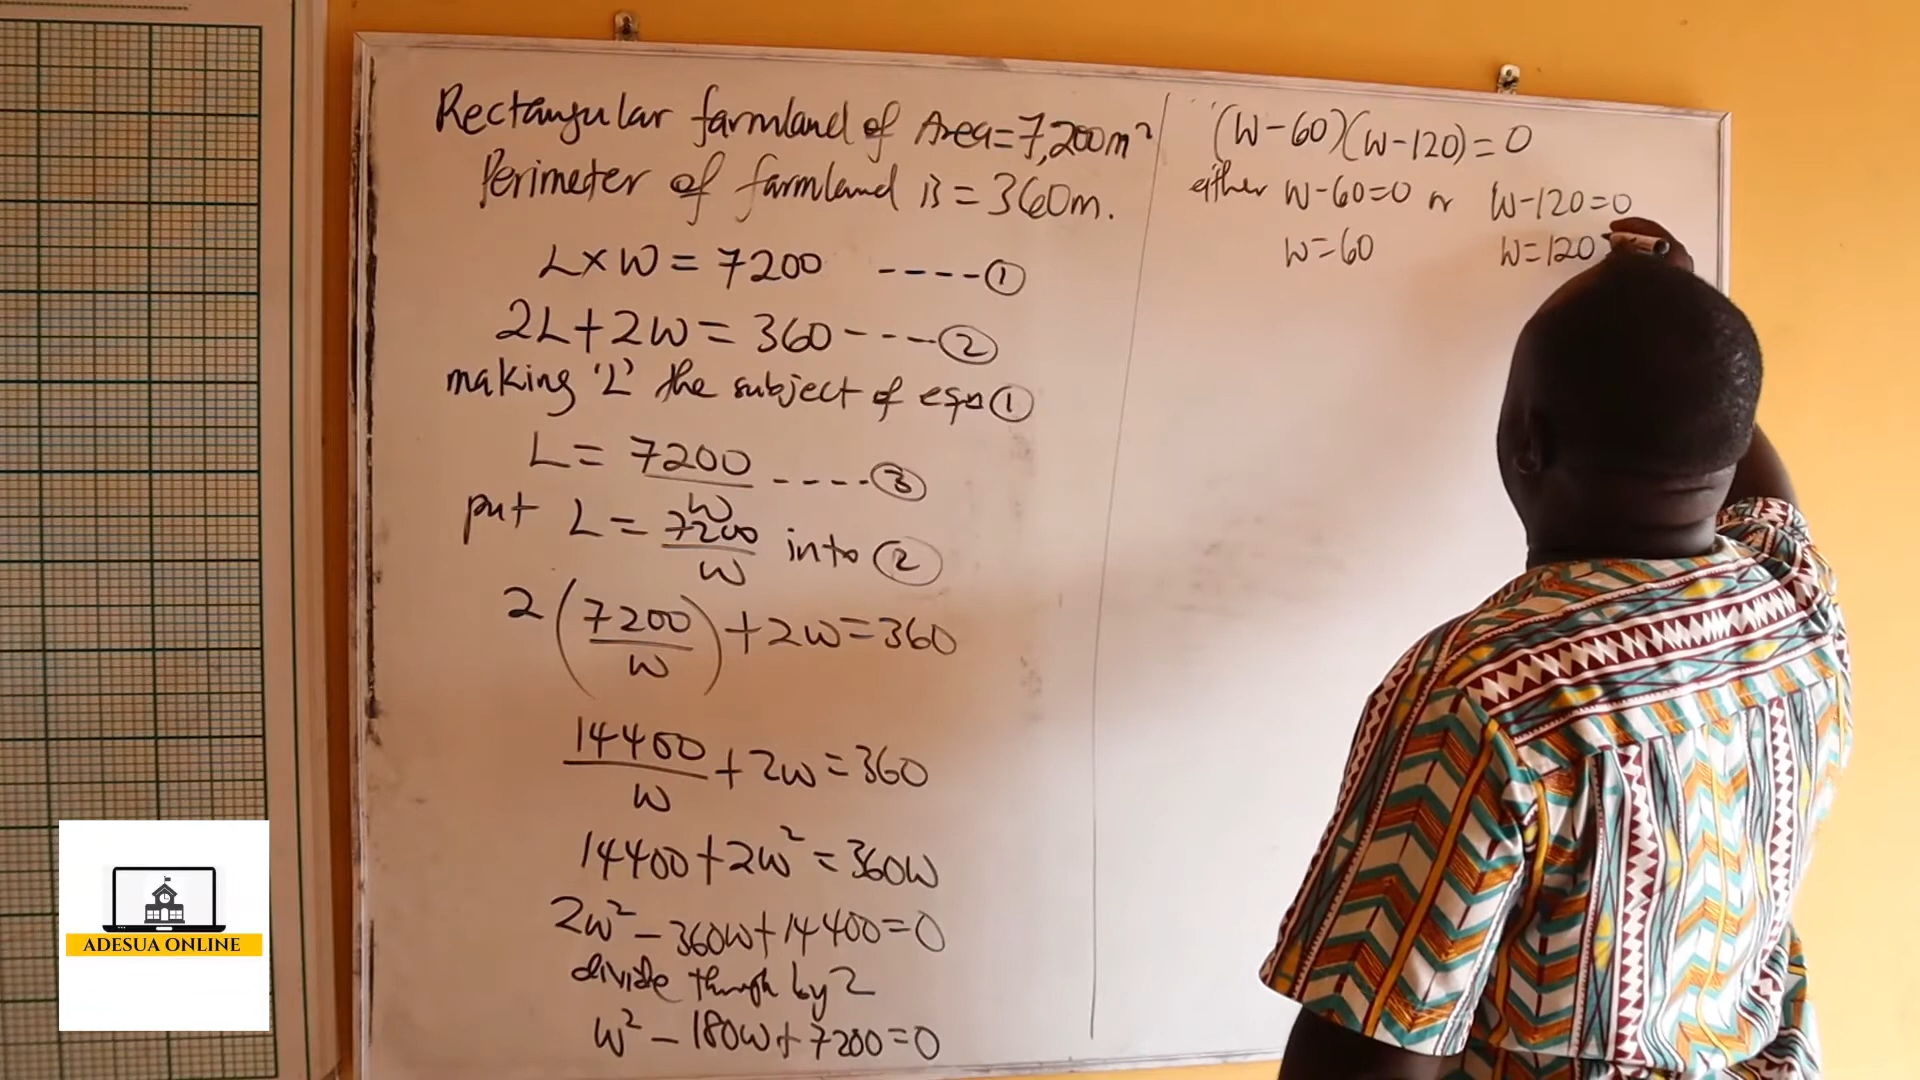 Rectangular farmland of Area=7,200m²
Perimeter of farmland is = 360m.
L×W = 7200 ----①
2L+2W = 360 ----②
making 'L' the subject of eqn①
L = 7200/W ----③
put L = 7200/W into ②
2(7200/W)+2W=360
14400/W+2W=360
14400+2W²=360W
2W²-360W+14400=0
divide through by 2
W²-180W+7200=0
(W-60)(W-120)=0
either W-60=0 or W-120=0
W=60 W=120
ADESUA ONLINE